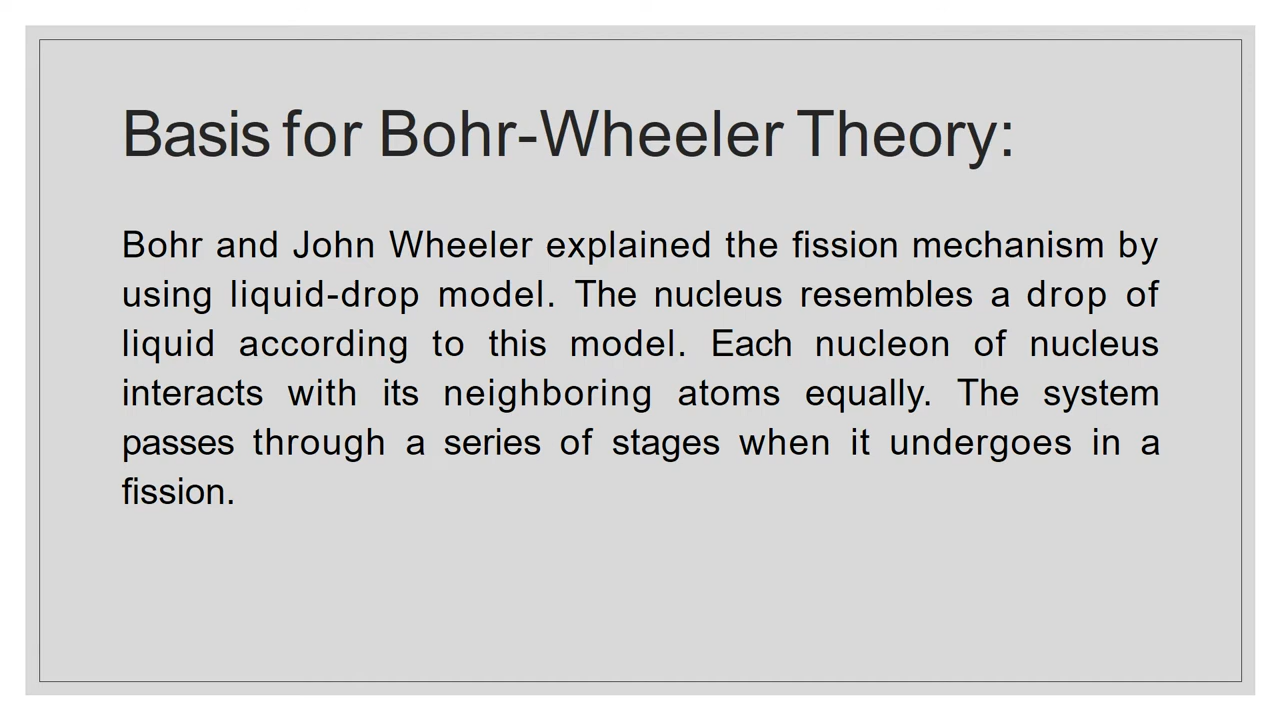 Basis for Bohr-Wheeler Theory:
Bohr and John Wheeler explained the fission mechanism by
using liquid-drop model. The nucleus resembles a drop of
liquid according to this model. Each nucleon of nucleus
interacts with its neighboring atoms equally. The system
passes through a series of stages when it undergoes in a
fission.